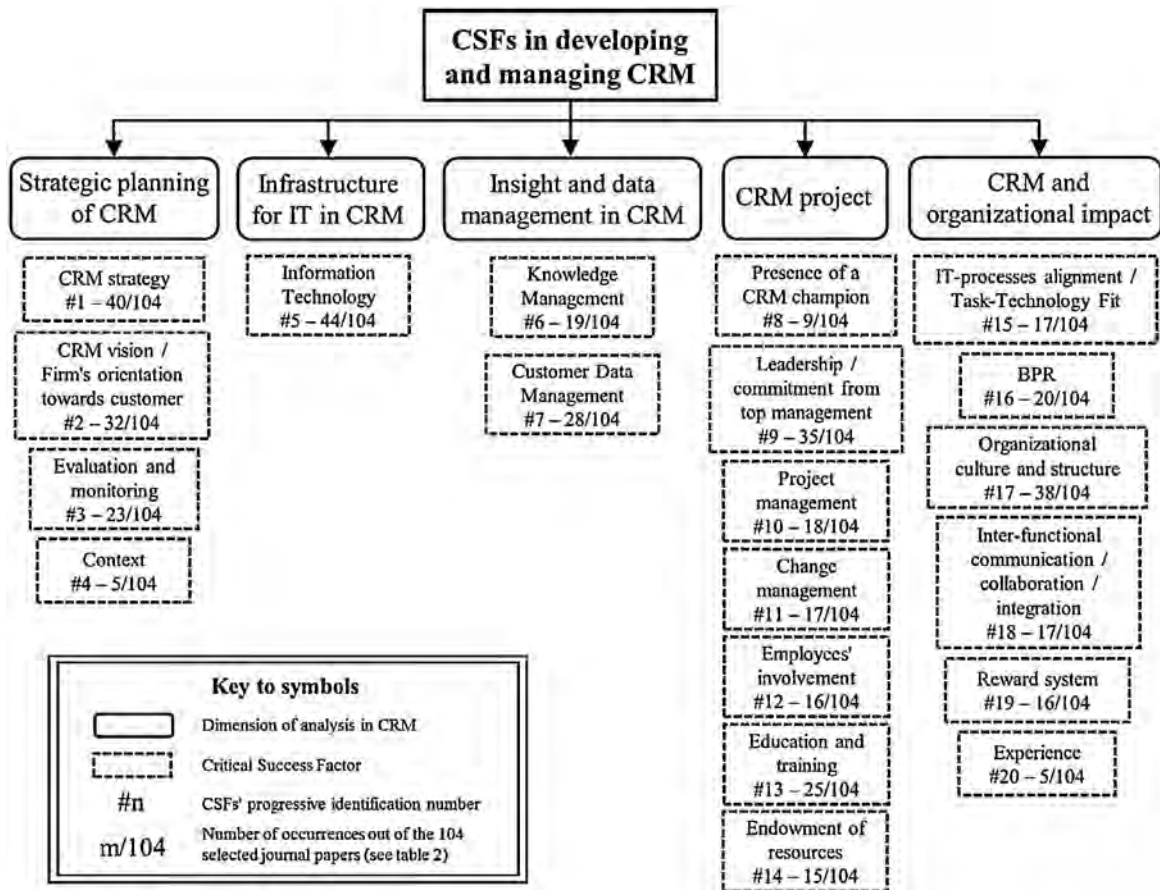 CSFs in developing
and managing CRM
Strategic planning
of CRM
CRM strategy
#1 – 40/104
CRM vision /
Firm's orientation
towards customer
#2 – 32/104
Evaluation and
monitoring
#3 – 23/104
Context
#4 – 5/104
Infrastructure
for IT in CRM
Information
Technology
#5 – 44/104
Insight and data
management in CRM
Knowledge
Management
#6 – 19/104
Customer Data
Management
#7 – 28/104
CRM project
Presence of a
CRM champion
#8 – 9/104
Leadership /
commitment from
top management
#9 – 35/104
Project
management
#10 – 18/104
Change
management
#11 – 17/104
Employees'
involvement
#12 – 16/104
Education and
training
#13 – 25/104
Endowment of
resources
#14 – 15/104
CRM and
organizational impact
IT-processes alignment /
Task-Technology Fit
#15 – 17/104
BPR
#16 – 20/104
Organizational
culture and structure
#17 – 38/104
Inter-functional
communication /
collaboration /
integration
#18 – 17/104
Reward system
#19 – 16/104
Experience
#20 – 5/104
Key to symbols
Dimension of analysis in CRM
Critical Success Factor
#n
CSFs' progressive identification number
m/104
Number of occurrences out of the 104
selected journal papers (see table 2)